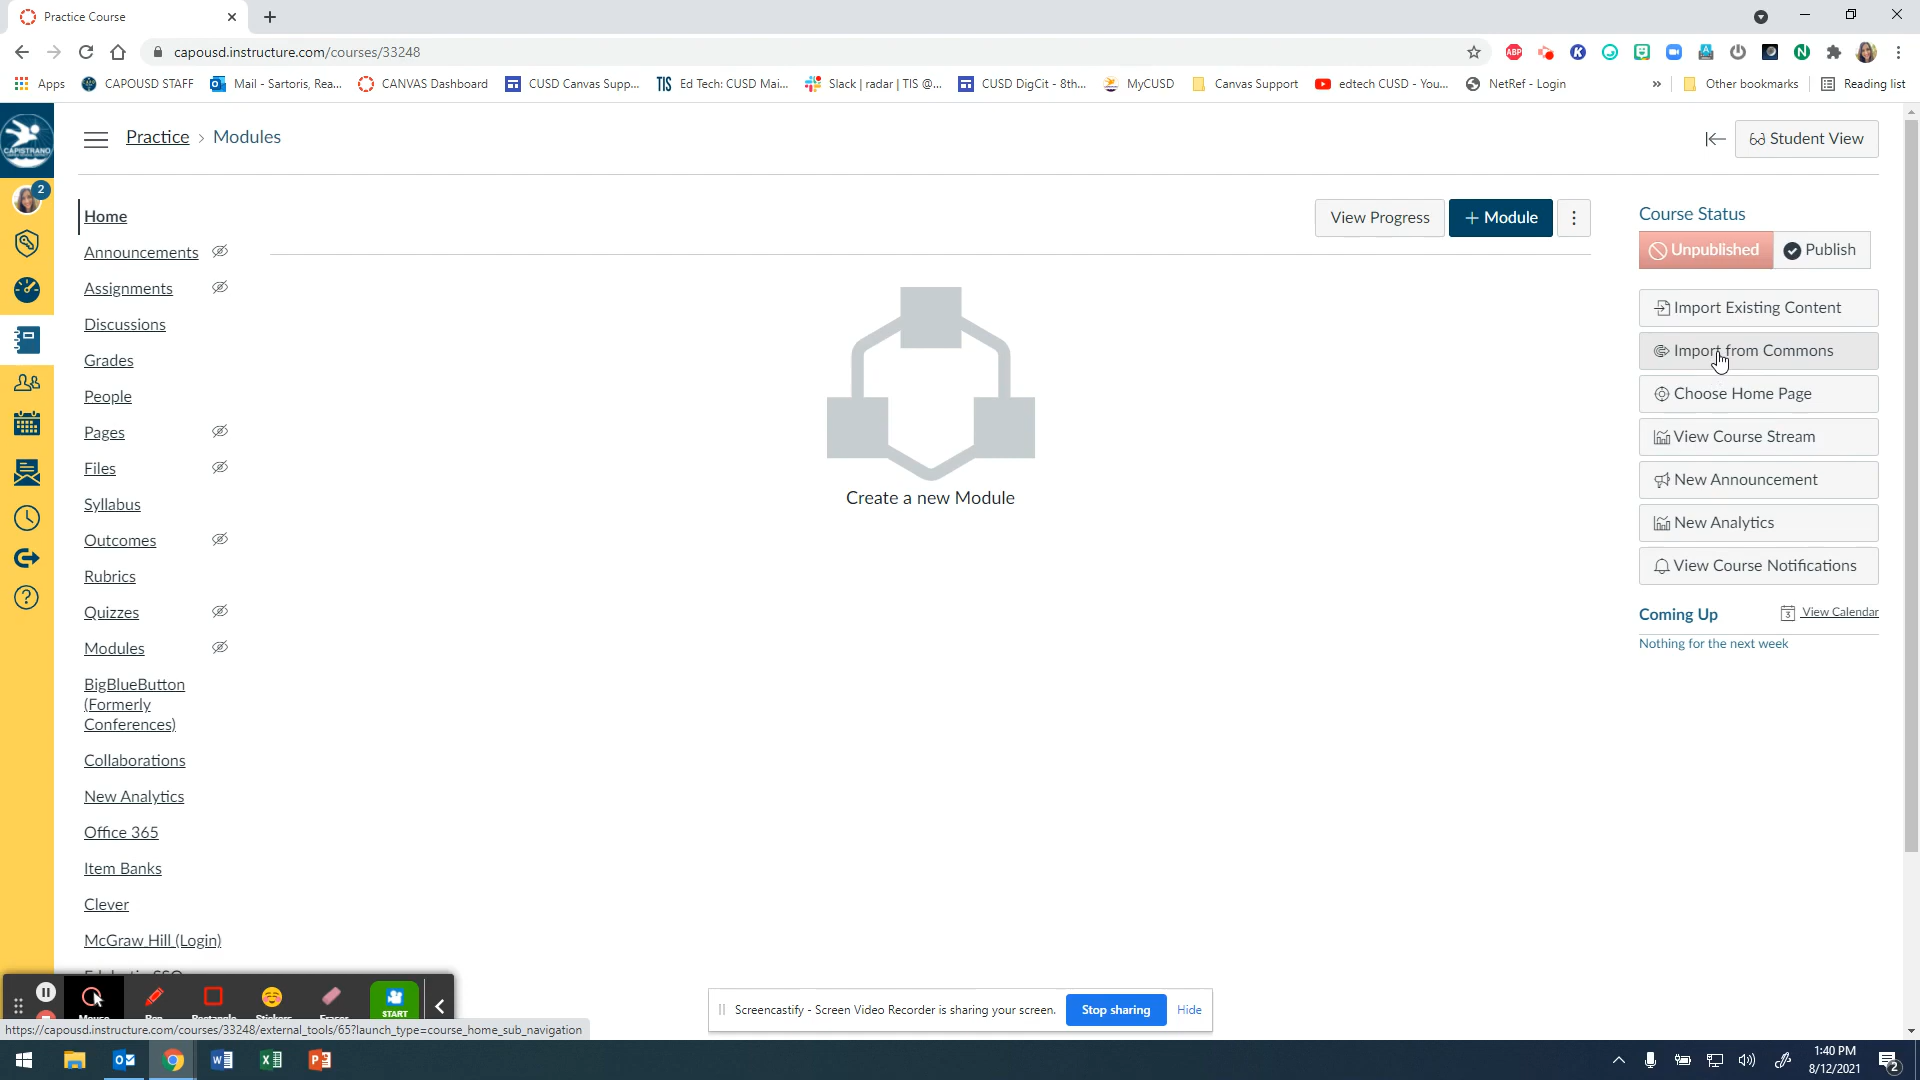 Practice Course
capousd.instructure.com/courses/33248
ABP
K
N
Apps
CAPOUSD STAFF
Mail - Sartoris, Rea...
CANVAS Dashboard
CUSD Canvas Supp...
TIS Ed Tech: CUSD Mai...
Slack | radar | TIS @...
CUSD DigCit - 8th...
MyCUSD
Canvas Support
edtech CUSD - You...
NetRef - Login
»
Other bookmarks
Reading list
CAPISTRANO
2
Practice › Modules
Student View
Home
Announcements
Assignments
Discussions
Grades
People
Pages
Files
Syllabus
Outcomes
Rubrics
Quizzes
Modules
BigBlueButton
(Formerly
Conferences)
Collaborations
New Analytics
Office 365
Item Banks
Clever
McGraw Hill (Login)
View Progress
+ Module
Create a new Module
Course Status
Unpublished
Publish
Import Existing Content
Import from Commons
Choose Home Page
View Course Stream
New Announcement
New Analytics
View Course Notifications
Coming Up
3 View Calendar
Nothing for the next week
START
Screencastify - Screen Video Recorder is sharing your screen.
Stop sharing
Hide
https://capousd.instructure.com/courses/33248/external_tools/65?launch_type=course_home_sub_navigation
1:40 PM
8/12/2021
2